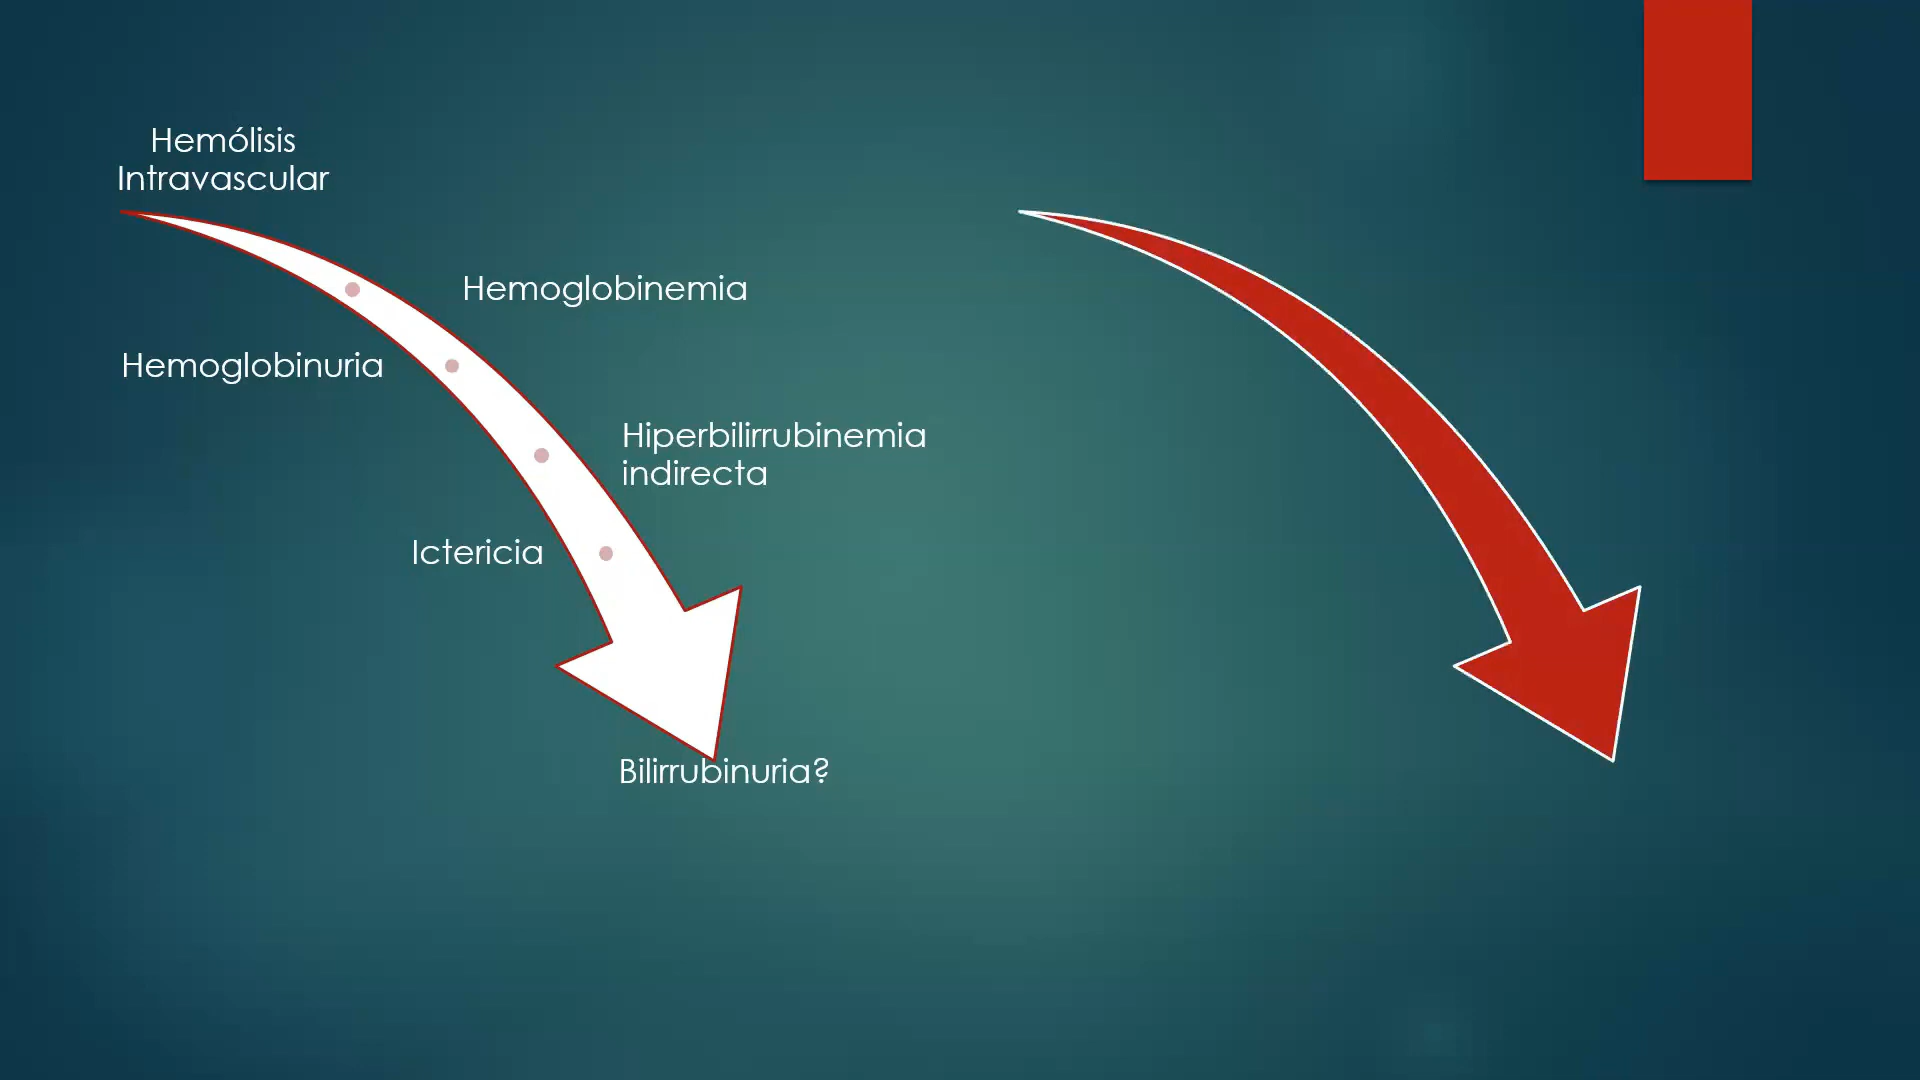 Hemólisis
Intravascular
Hemoglobinemia
Hemoglobinuria
Hiperbilirrubinemia
indirecta
Ictericia
Bilirrubinuria?